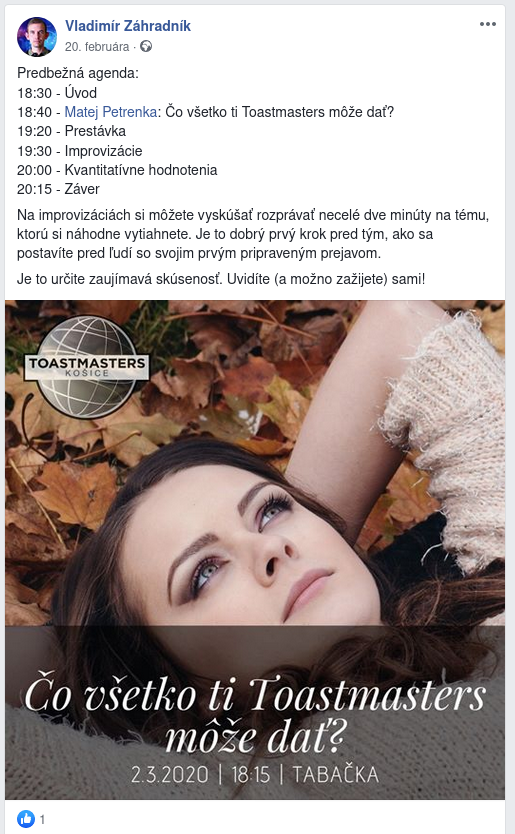 Vladimír Záhradník
20. februára ·
Predbežná agenda:
18:30 - Úvod
18:40 - Matej Petrenka: Čo všetko ti Toastmasters môže dať?
19:20 - Prestávka
19:30 - Improvizácie
20:00 - Kvantitatívne hodnotenia
20:15 - Záver
Na improvizáciách si môžete vyskúšať rozprávať necelé dve minúty na tému,
ktorú si náhodne vytiahnete. Je to dobrý prvý krok pred tým, ako sa
postavíte pred ľudí so svojim prvým pripraveným prejavom.
Je to určite zaujímavá skúsenosť. Uvidíte (a možno zažijete) sami!
TOASTMASTERS
KOŠICE
Čo všetko ti Toastmasters
môže dať?
2.3.2020 | 18:15 | TABAČKA
1